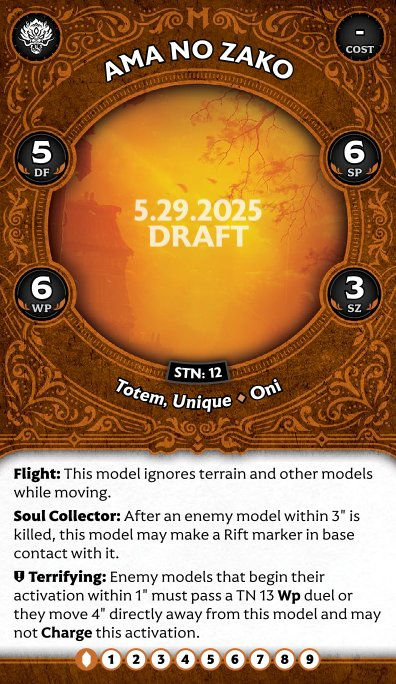 AMA NO ZAKO
-
COST
5
DF
6
SP
5.29.2025
DRAFT
6
WP
3
SZ
STN: 12
Totem, Unique ⬥ Oni
Flight: This model ignores terrain and other models
while moving.
Soul Collector: After an enemy model within 3" is
killed, this model may make a Rift marker in base
contact with it.
Terrifying: Enemy models that begin their
activation within 1" must pass a TN 13 Wp duel or
they move 4" directly away from this model and may
not Charge this activation.
1 2 3 4 5 6 7 8 9